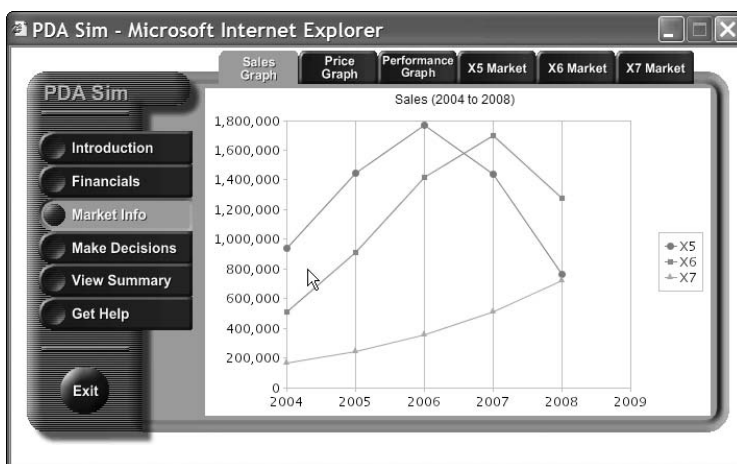 PDA Sim - Microsoft Internet Explorer
Sales Graph
Price Graph
Performance Graph
X5 Market
X6 Market
X7 Market
PDA Sim
Introduction
Financials
Market Info
Make Decisions
View Summary
Get Help
Exit
Sales (2004 to 2008)
1,800,000
1,600,000
1,400,000
1,200,000
1,000,000
800,000
600,000
400,000
200,000
0
2004 2005 2006 2007 2008 2009
X5
X6
X7